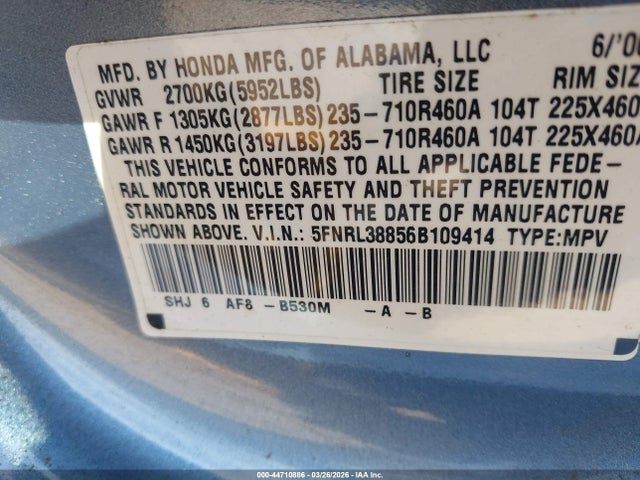 MFD. BY HONDA MFG. OF ALABAMA, LLC 6/'0
GVWR 2700KG(5952LBS) TIRE SIZE RIM SIZE
GAWR F 1305KG(2877LBS) 235-710R460A 104T 225X460
GAWR R 1450KG(3197LBS) 235-710R460A 104T 225X460A
THIS VEHICLE CONFORMS TO ALL APPLICABLE FEDE-
RAL MOTOR VEHICLE SAFETY AND THEFT PREVENTION
STANDARDS IN EFFECT ON THE DATE OF MANUFACTURE
SHOWN ABOVE. V.I.N.: 5FNRL38856B109414 TYPE:MPV
SHJ 6 AF8 -B530M -A -B
000-44710886 | 03/26/2026 | IAA Inc.